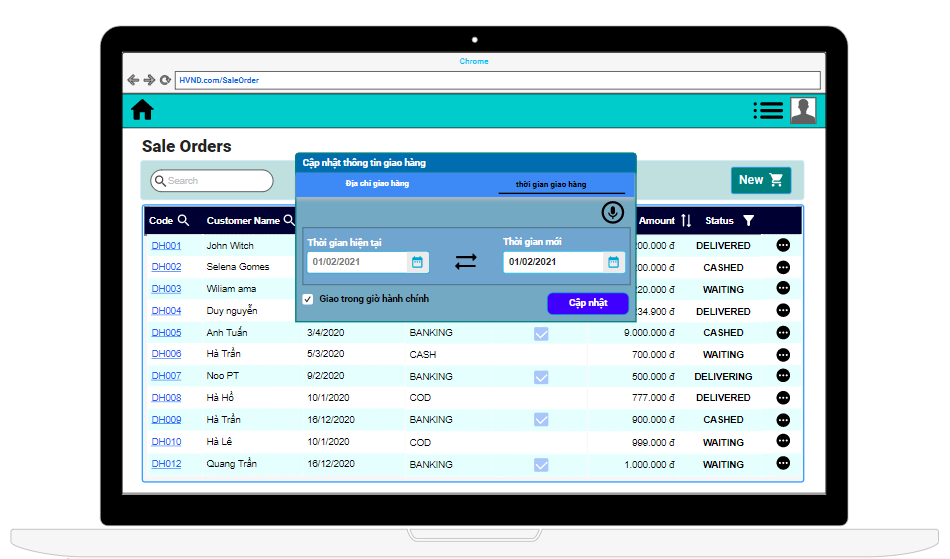 Chrome
HVND.com/SaleOrder
Sale Orders
Cập nhật thông tin giao hàng
Địa chỉ giao hàng thời gian giao hàng
Search
New
Code Customer Name Amount Status
Thời gian hiện tại Thời gian mới
01/02/2021 01/02/2021
Giao trong giờ hành chính
Cập nhật
DH001 John Witch 00.000 đ DELIVERED
DH002 Selena Gomes 00.000 đ CASHED
DH003 Wiliam ama 20.000 đ WAITING
DH004 Duy nguyễn 34.900 đ DELIVERED
DH005 Anh Tuấn 3/4/2020 BANKING 9.000.000 đ CASHED
DH006 Hà Trần 5/3/2020 CASH 700.000 đ WAITING
DH007 Noo PT 9/2/2020 BANKING 500.000 đ DELIVERING
DH008 Hà Hồ 10/1/2020 COD 777.000 đ DELIVERED
DH009 Hà Trần 16/12/2020 BANKING 900.000 đ CASHED
DH010 Hà Lê 10/1/2020 COD 999.000 đ WAITING
DH012 Quang Trần 16/12/2020 BANKING 1.000.000 đ WAITING